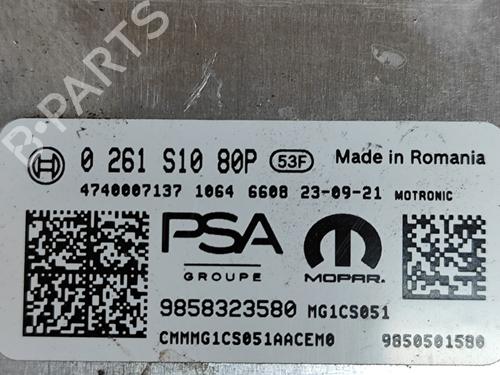 0 261 S10 80P 53F Made in Romania
4740007137 1064 6608 23-09-21 MOTRONIC
PSA
GROUPE
MOPAR.
9858323580 MG1CS051
CMMMG1CS051AACEM0 9850501580
B-PARTS